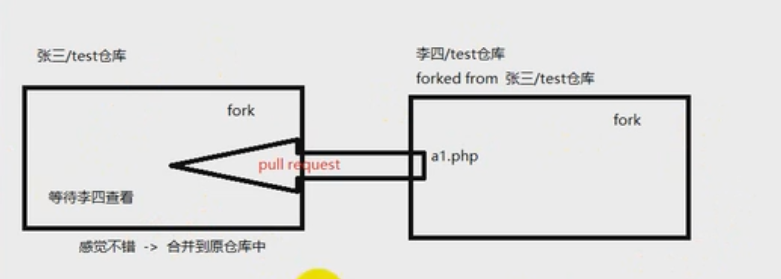 张三/test仓库
李四/test仓库
forked from 张三/test仓库
fork
fork
a1.php
pull request
等待李四查看
感觉不错 -> 合并到原仓库中